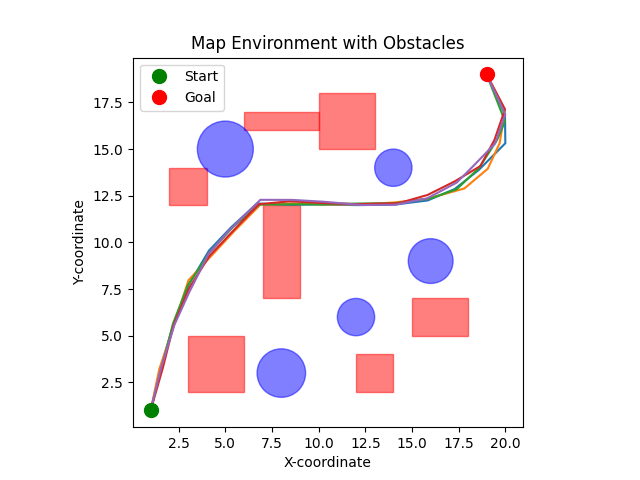 Map Environment with Obstacles
Start
Goal
17.5
15.0
12.5
10.0
7.5
5.0
2.5
Y-coordinate
2.5 5.0 7.5 10.0 12.5 15.0 17.5 20.0
X-coordinate